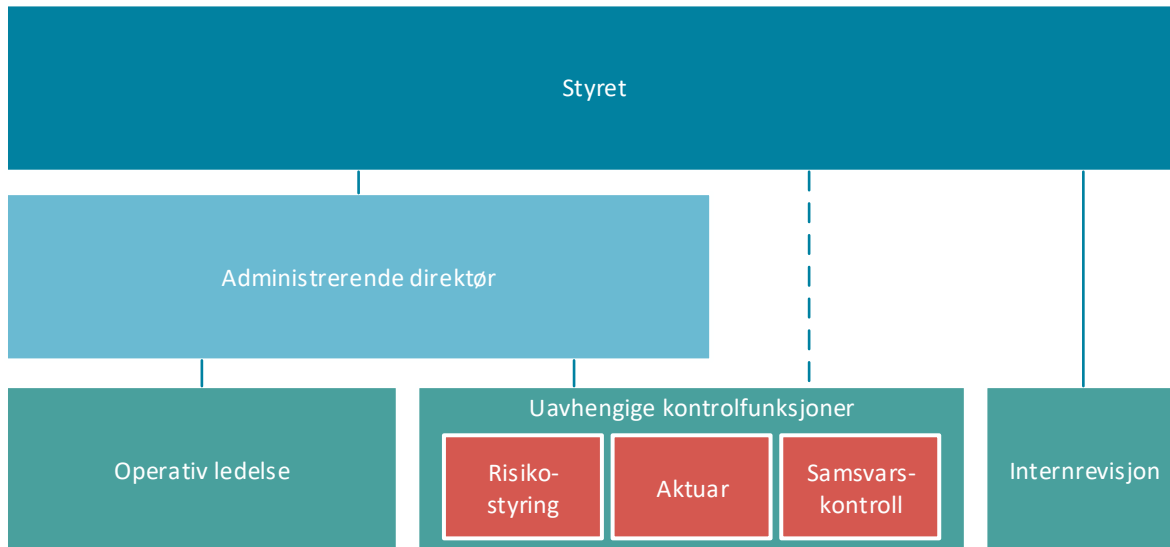 Styret
Administrerende direktør
Operativ ledelse
Uavhengige kontrolfunksjoner
Risiko-
styring
Aktuar
Samsvars-
kontroll
Internrevisjon